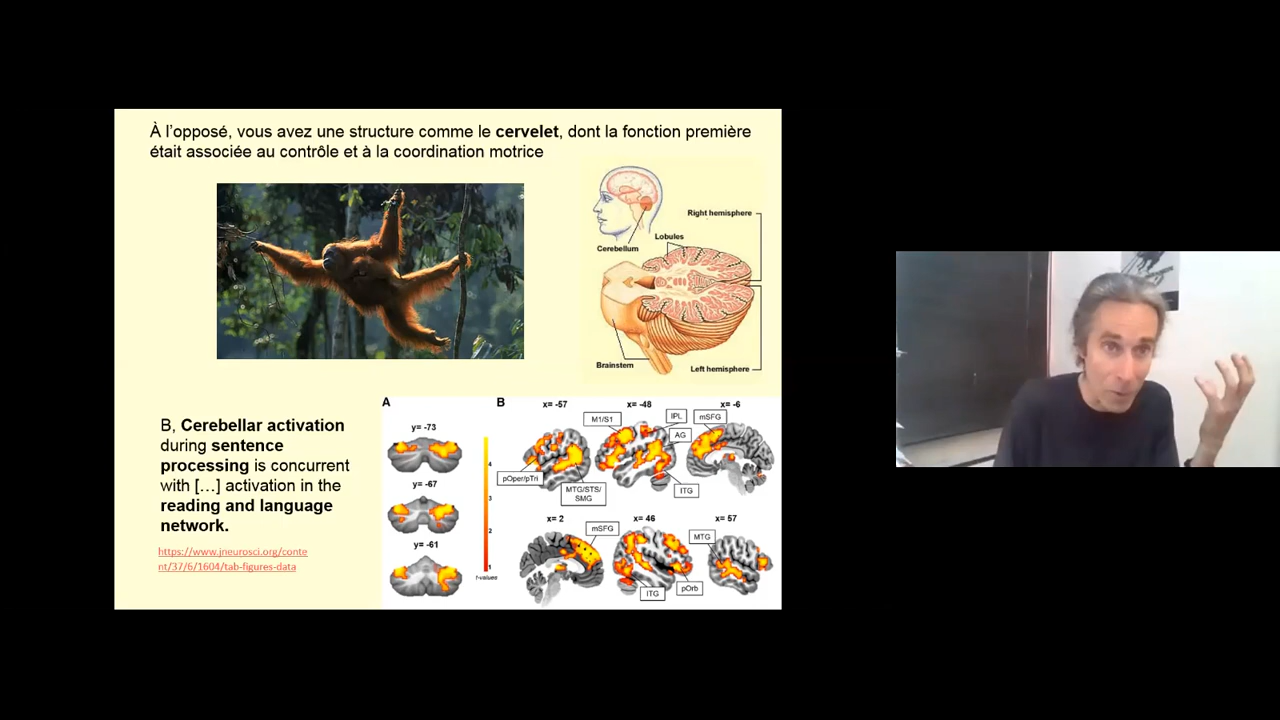 À l’opposé, vous avez une structure comme le cervelet, dont la fonction première
était associée au contrôle et à la coordination motrice
Right hemisphere
Lobules
Cerebellum
Brainstem
Left hemisphere
B, Cerebellar activation
during sentence
processing is concurrent
with […] activation in the
reading and language
network.
https://www.jneurosci.org/conte
nt/37/6/1604/tab-figures-data
A
y= -73
y= -67
y= -61
4
3
2
1
t-values
B
x= -57
x= -48
x= -6
M1/S1
IPL
mSFG
AG
pOper/pTri
MTG/STS/
SMG
ITG
x= 2
x= 46
x= 57
mSFG
MTG
ITG
pOrb